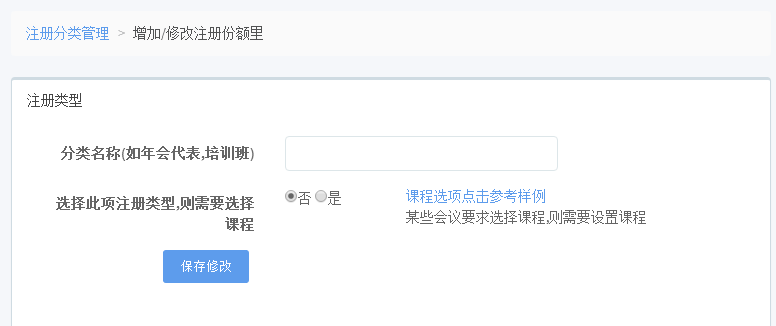 注册分类管理 > 增加/修改注册份额里
注册类型
分类名称(如年会代表,培训班)
选择此项注册类型,则需要选择
课程
否 是
课程选项点击参考样例
某些会议要求选择课程,则需要设置课程
保存修改